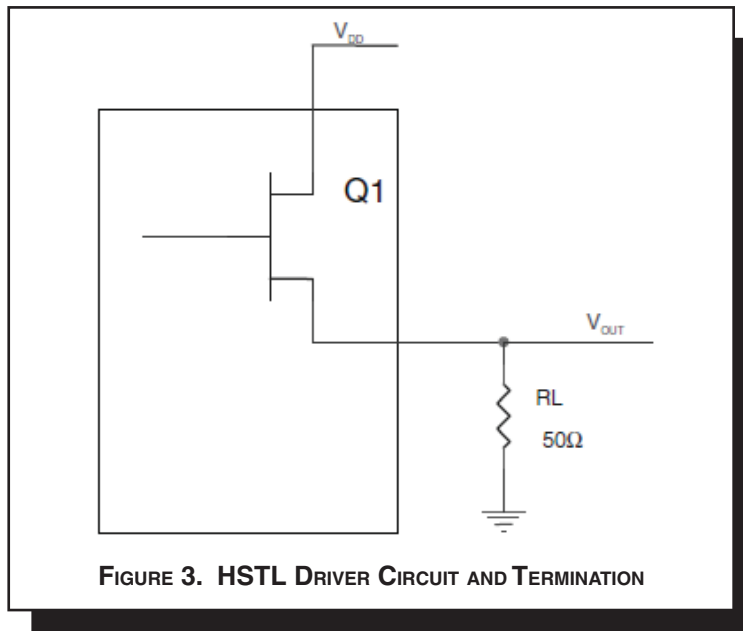 VDD
Q1
VOUT
RL
50Ω
FIGURE 3. HSTL DRIVER CIRCUIT AND TERMINATION